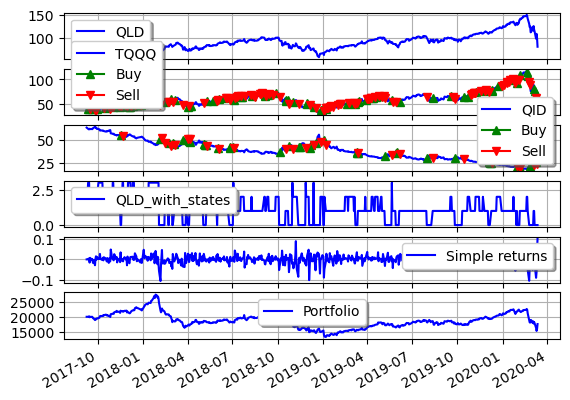 150
100
QLD
TQQQ
Buy
Sell
100
50
QID
Buy
Sell
50
25
2.5
0.0
QLD_with_states
0.1
0.0
-0.1
Simple returns
25000
20000
15000
Portfolio
2017-10
2018-01
2018-04
2018-07
2018-10
2019-01
2019-04
2019-07
2019-10
2020-01
2020-04